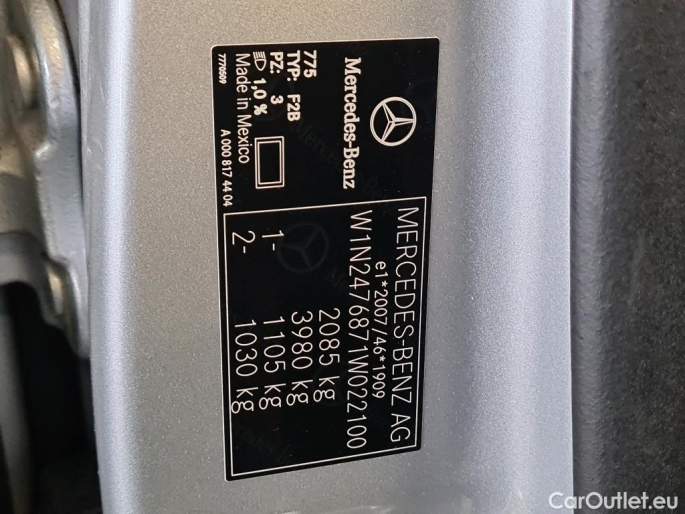 Mercedes-Benz
775
TYP: F2B
PZ: 3
1,0 %
Made in Mexico
7770509
A 000 817 44 04
MERCEDES-BENZ AG
e1*2007/46*1909
W1N2476871W022100
2085 kg
3980 kg
1- 1105 kg
2- 1030 kg
CarOutlet.eu